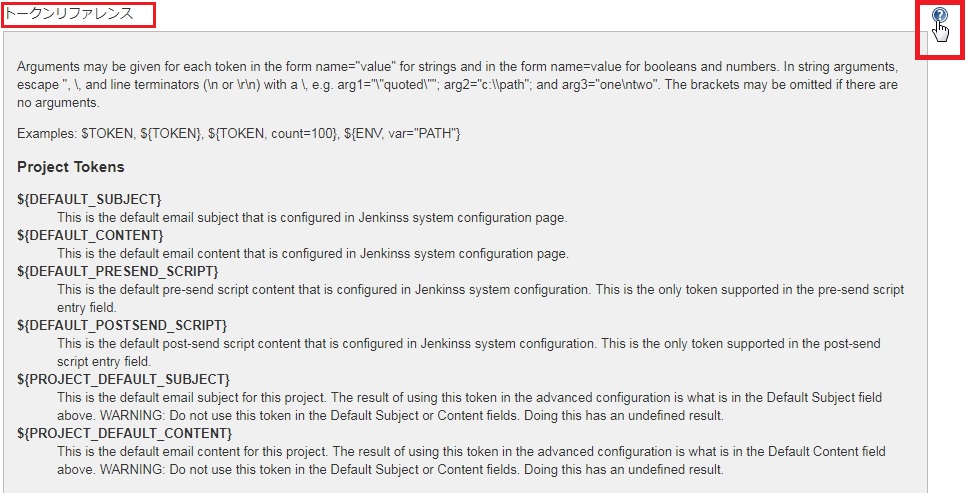 トークンリファレンス
Arguments may be given for each token in the form name="value" for strings and in the form name=value for booleans and numbers. In string arguments,
escape ", \, and line terminators (\n or \r\n) with a \, e.g. arg1="\"quoted\""; arg2="c:\\path"; and arg3="one\ntwo". The brackets may be omitted if there are
no arguments.
Examples: $TOKEN, ${TOKEN}, ${TOKEN, count=100}, ${ENV, var="PATH"}
Project Tokens
${DEFAULT_SUBJECT}
This is the default email subject that is configured in Jenkinss system configuration page.
${DEFAULT_CONTENT}
This is the default email content that is configured in Jenkinss system configuration page.
${DEFAULT_PRESEND_SCRIPT}
This is the default pre-send script content that is configured in Jenkinss system configuration. This is the only token supported in the pre-send script
entry field.
${DEFAULT_POSTSEND_SCRIPT}
This is the default post-send script content that is configured in Jenkinss system configuration. This is the only token supported in the post-send
script entry field.
${PROJECT_DEFAULT_SUBJECT}
This is the default email subject for this project. The result of using this token in the advanced configuration is what is in the Default Subject field
above. WARNING: Do not use this token in the Default Subject or Content fields. Doing this has an undefined result.
${PROJECT_DEFAULT_CONTENT}
This is the default email content for this project. The result of using this token in the advanced configuration is what is in the Default Content field
above. WARNING: Do not use this token in the Default Subject or Content fields. Doing this has an undefined result.